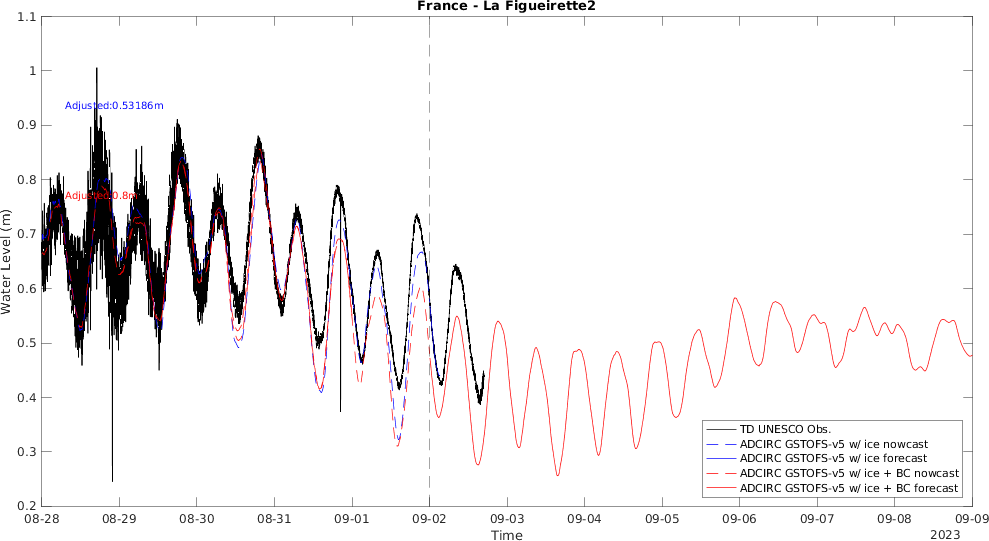 France - La Figueirette2
1.1
1
0.9
0.8
0.7
0.6
0.5
0.4
0.3
0.2
Water Level (m)
Adjusted:0.53186m
Adjusted:0.8m
TD UNESCO Obs.
ADCIRC GSTOFS-v5 w/ ice nowcast
ADCIRC GSTOFS-v5 w/ ice forecast
ADCIRC GSTOFS-v5 w/ ice + BC nowcast
ADCIRC GSTOFS-v5 w/ ice + BC forecast
08-28 08-29 08-30 08-31 09-01 09-02 09-03 09-04 09-05 09-06 09-07 09-08 09-09
Time
2023